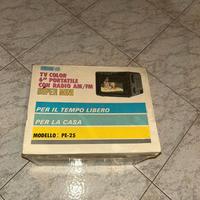 TV COLOR
6" PORTATILE
CON RADIO AM/FM
SUPER MINI
PER IL TEMPO LIBERO
PER LA CASA
MODELLO: PE-25